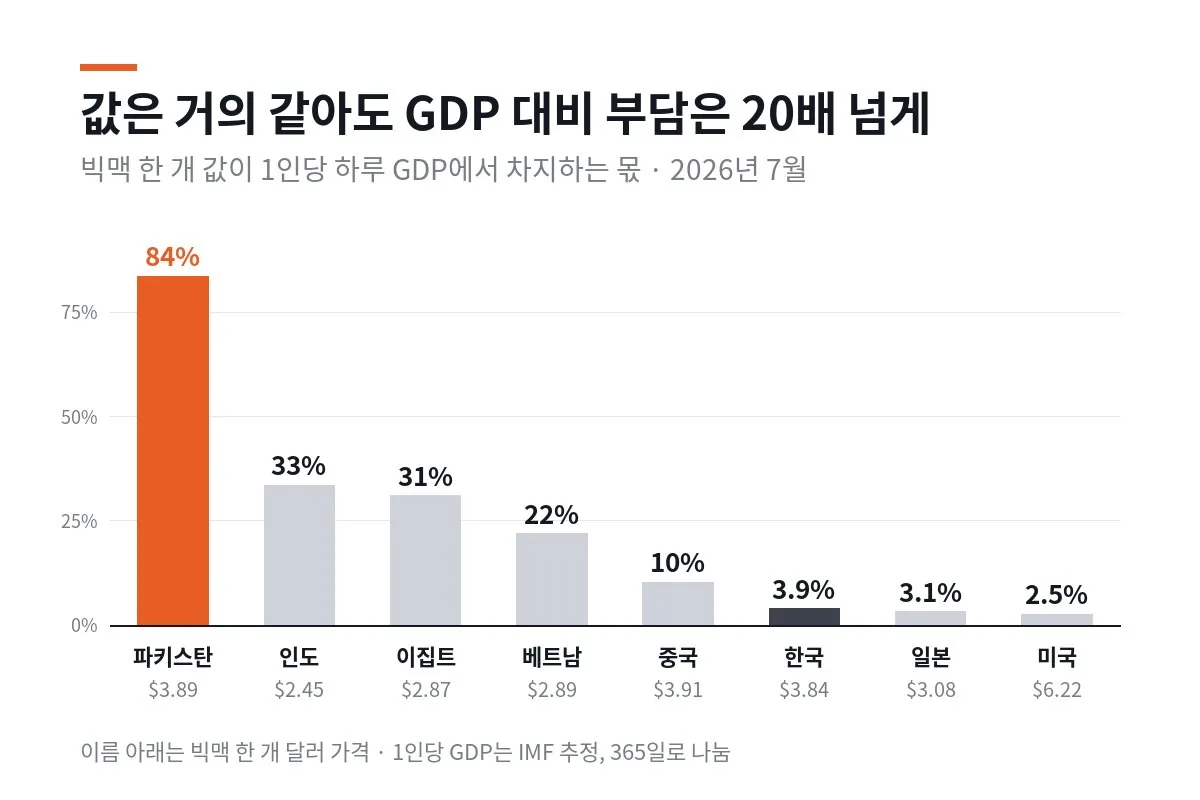 값은 거의 같아도 GDP 대비 부담은 20배 넘게
빅맥 한 개 값이 1인당 하루 GDP에서 차지하는 몫 · 2026년 7월
84%
75%
50%
33%
31%
25%
22%
10%
3.9%
3.1%
2.5%
0%
파키스탄 인도 이집트 베트남 중국 한국 일본 미국
$3.89 $2.45 $2.87 $2.89 $3.91 $3.84 $3.08 $6.22
이름 아래는 빅맥 한 개 달러 가격 · 1인당 GDP는 IMF 추정, 365일로 나눔